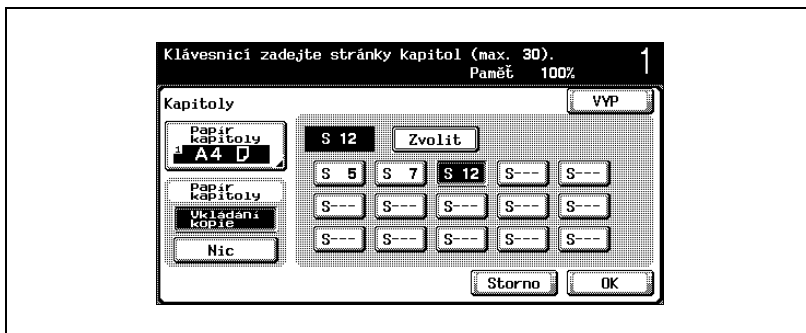 Klávesnicí zadejte stránky kapitol (max. 30).
Paměť 100%
1
Kapitoly
VYP
Papír
kapitoly
1 A4
S 12
Zvolit
S 5 S 7 S 12 S--- S---
Papír
kapitoly
S--- S--- S--- S--- S---
Vkládání
kopie
S--- S--- S--- S--- S---
Nic
Storno OK